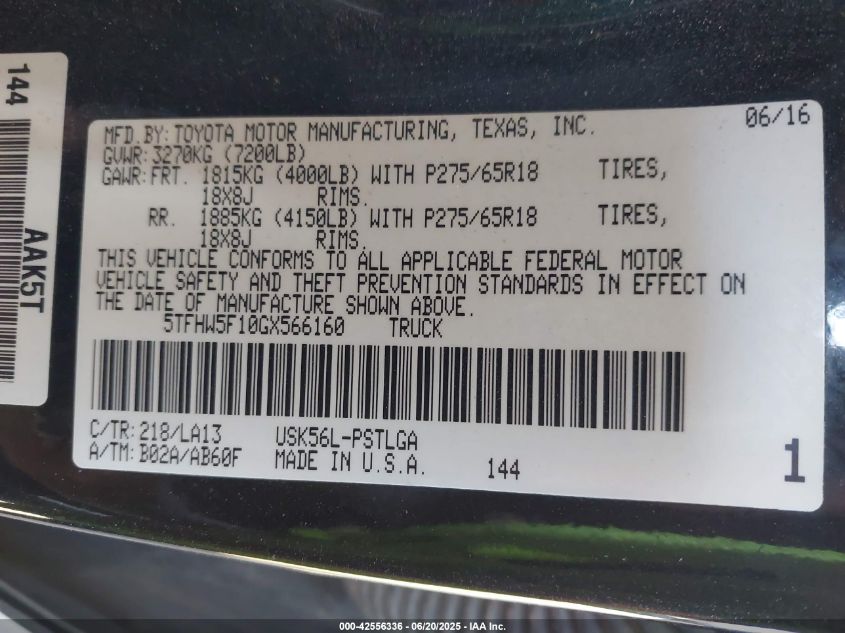 144
AAK5T
06/16
MFD.BY: TOYOTA MOTOR MANUFACTURING, TEXAS, INC.
GVWR: 3270KG (7200LB)
GAWR: FRT. 1815KG (4000LB) WITH P275/65R18 TIRES,
18X8J RIMS.
RR. 1885KG (4150LB) WITH P275/65R18 TIRES,
18X8J RIMS.
THIS VEHICLE CONFORMS TO ALL APPLICABLE FEDERAL MOTOR
VEHICLE SAFETY AND THEFT PREVENTION STANDARDS IN EFFECT ON
THE DATE OF MANUFACTURE SHOWN ABOVE.
5TFHW5F10GX566160 TRUCK
C/TR: 218/LA13 USK56L-PSTLGA
A/TM: B02A/AB60F MADE IN U.S.A. 144
1
000-42556336 - 06/20/2025 - IAA Inc.